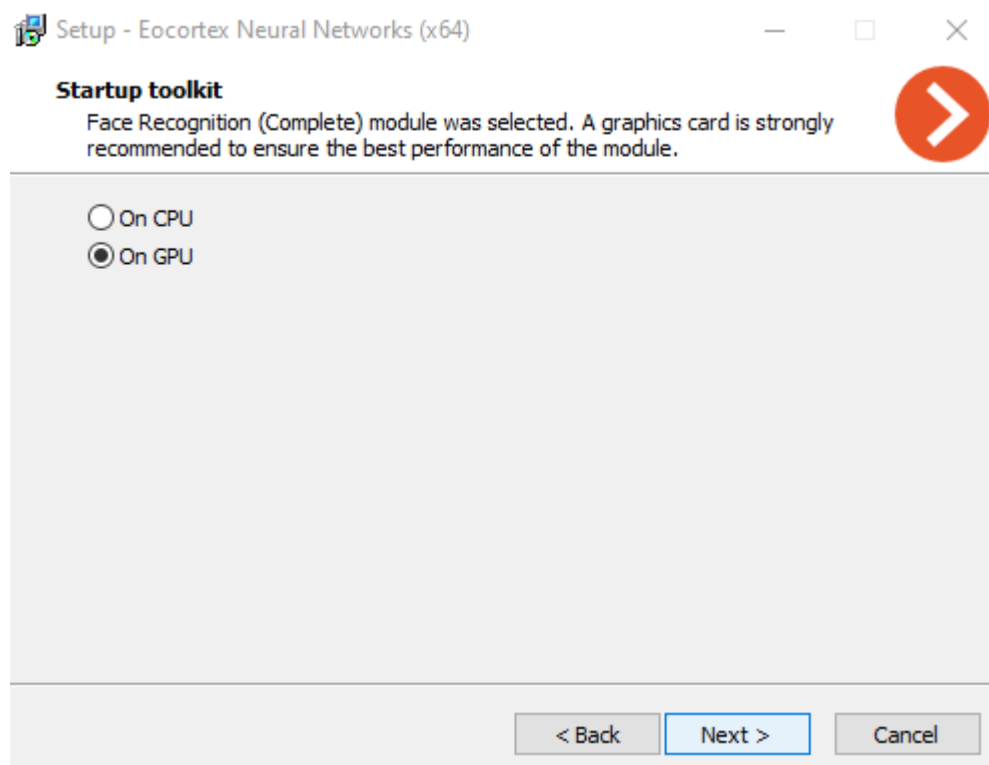 Setup - Eocortex Neural Networks (x64)
Startup toolkit
Face Recognition (Complete) module was selected. A graphics card is strongly
recommended to ensure the best performance of the module.
On CPU
On GPU
< Back Next > Cancel